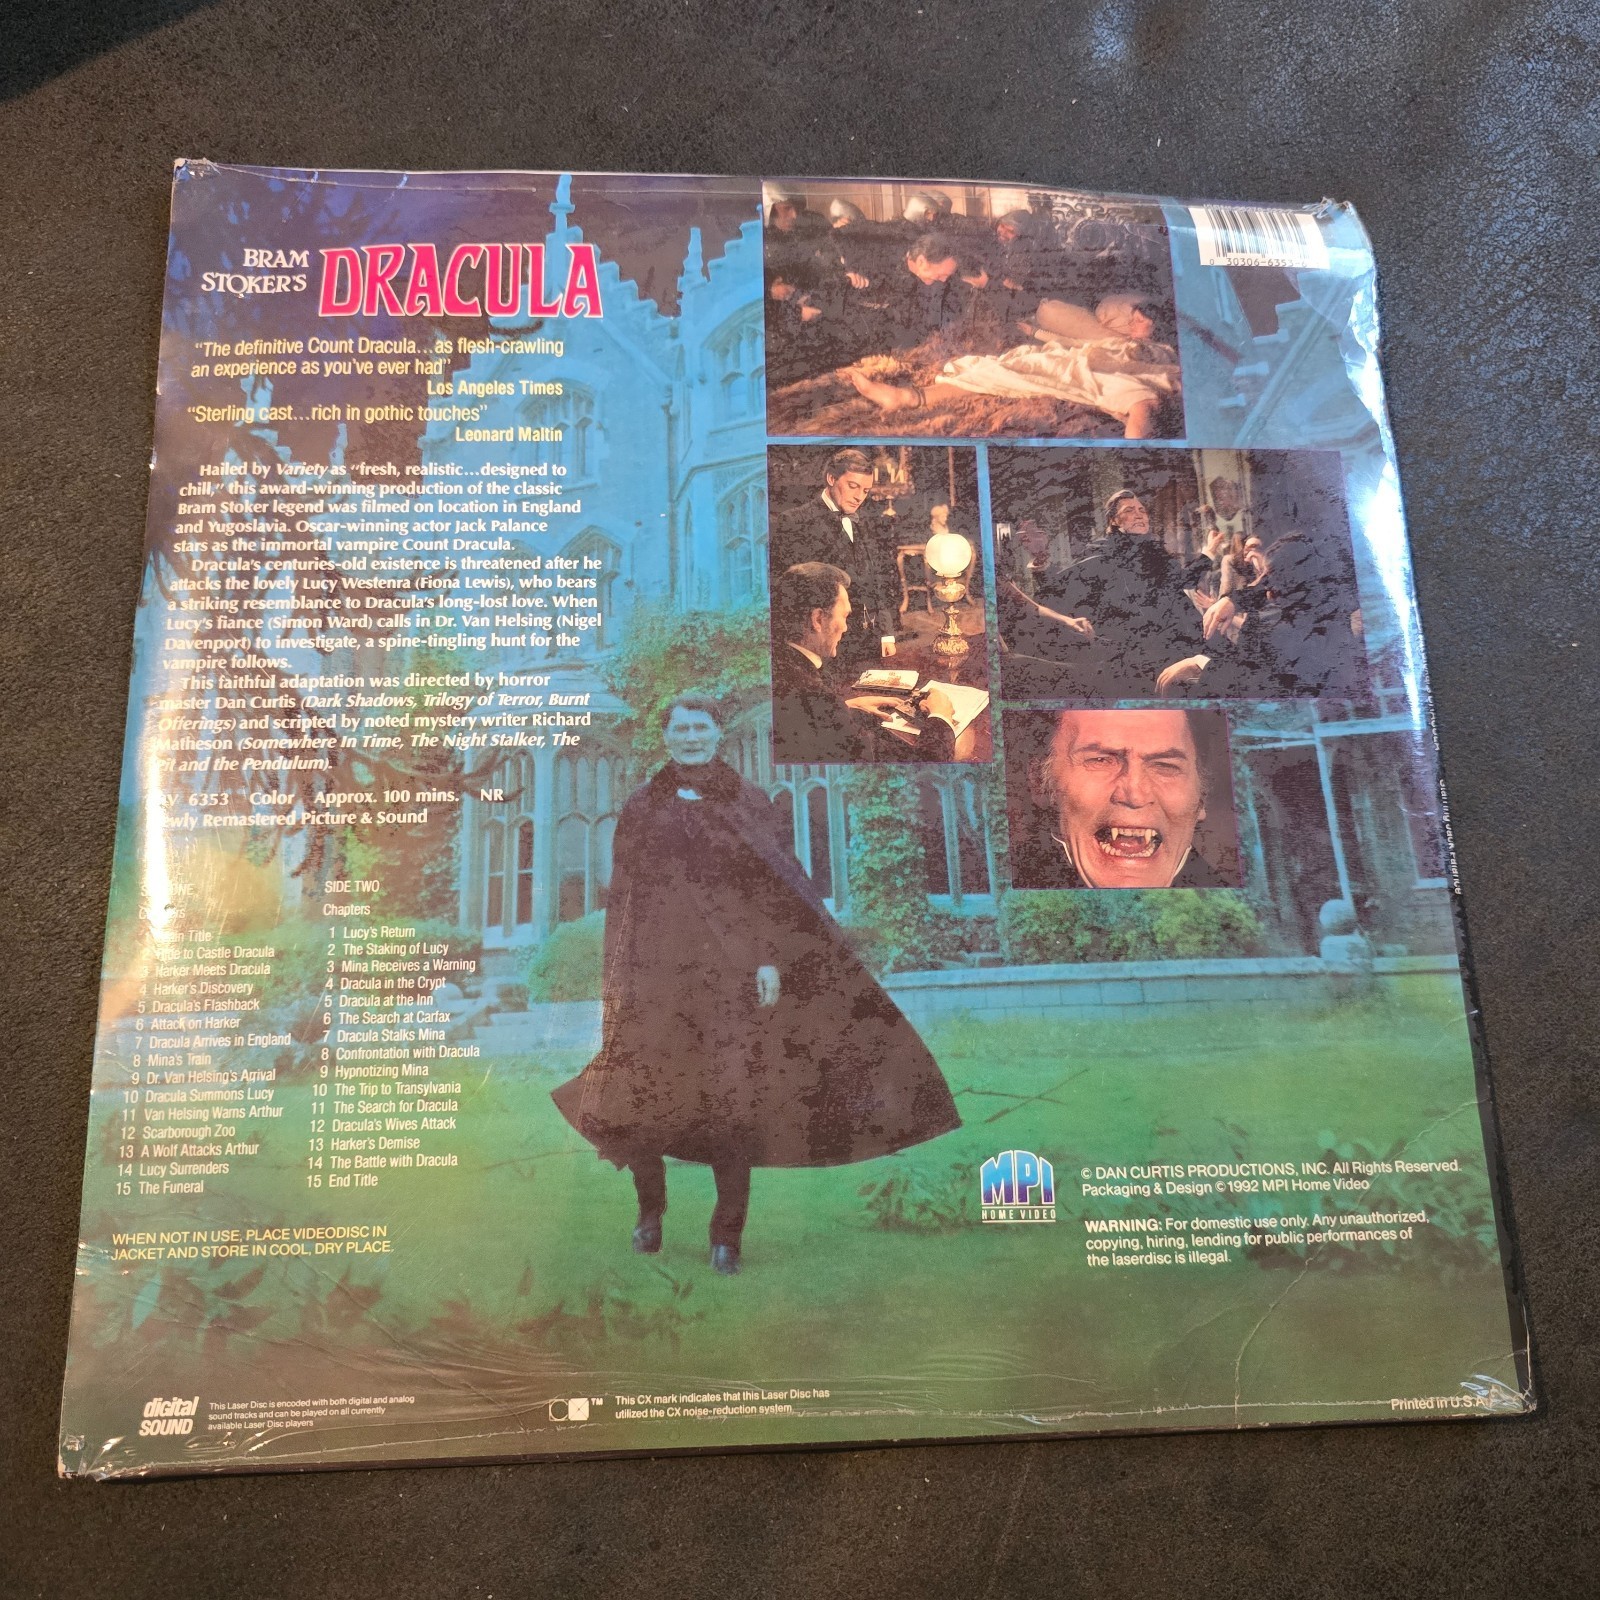 BRAM
STOKER'S
DRACULA
"The definitive Count Dracula...as flesh-crawling
an experience as you've ever had"
Los Angeles Times
"Sterling cast...rich in gothic touches"
Leonard Maltin
Hailed by Variety as "fresh, realistic...designed to
chill," this award-winning production of the classic
Bram Stoker legend was filmed on location in England
and Yugoslavia. Oscar-winning actor Jack Palance
stars as the immortal vampire Count Dracula.
Dracula's centuries-old existence is threatened after he
attacks the lovely Lucy Westenra (Fiona Lewis), who bears
a striking resemblance to Dracula's long-lost love. When
Lucy's fiance (Simon Ward) calls in Dr. Van Helsing (Nigel
Davenport) to investigate, a spine-tingling hunt for the
vampire follows.
This faithful adaptation was directed by horror
master Dan Curtis (Dark Shadows, Trilogy of Terror, Burnt
Offerings) and scripted by noted mystery writer Richard
Matheson (Somewhere In Time, The Night Stalker, The
Pit and the Pendulum).
6353 Color Approx. 100 mins. NR
Newly Remastered Picture & Sound
SIDE ONE
Chapters
Main Title
2 Ride to Castle Dracula
3 Harker Meets Dracula
4 Harker's Discovery
5 Dracula's Flashback
6 Attack on Harker
7 Dracula Arrives in England
8 Mina's Train
9 Dr. Van Helsing's Arrival
10 Dracula Summons Lucy
11 Van Helsing Warns Arthur
12 Scarborough Zoo
13 A Wolf Attacks Arthur
14 Lucy Surrenders
15 The Funeral
SIDE TWO
Chapters
1 Lucy's Return
2 The Staking of Lucy
3 Mina Receives a Warning
4 Dracula in the Crypt
5 Dracula at the Inn
6 The Search at Carfax
7 Dracula Stalks Mina
8 Confrontation with Dracula
9 Hypnotizing Mina
10 The Trip to Transylvania
11 The Search for Dracula
12 Dracula's Wives Attack
13 Harker's Demise
14 The Battle with Dracula
15 End Title
WHEN NOT IN USE, PLACE VIDEODISC IN
JACKET AND STORE IN COOL, DRY PLACE.
digital
SOUND
This Laser Disc is encoded with both digital and analog
sound tracks and can be played on all currently
available Laser Disc players
CX™
This CX mark indicates that this Laser Disc has
utilized the CX noise-reduction system.
0 30306-6353-
MPI
HOME VIDEO
© DAN CURTIS PRODUCTIONS, INC. All Rights Reserved.
Packaging & Design © 1992 MPI Home Video
WARNING: For domestic use only. Any unauthorized,
copying, hiring, lending for public performances of
the laserdisc is illegal.
Printed in U.S.A.